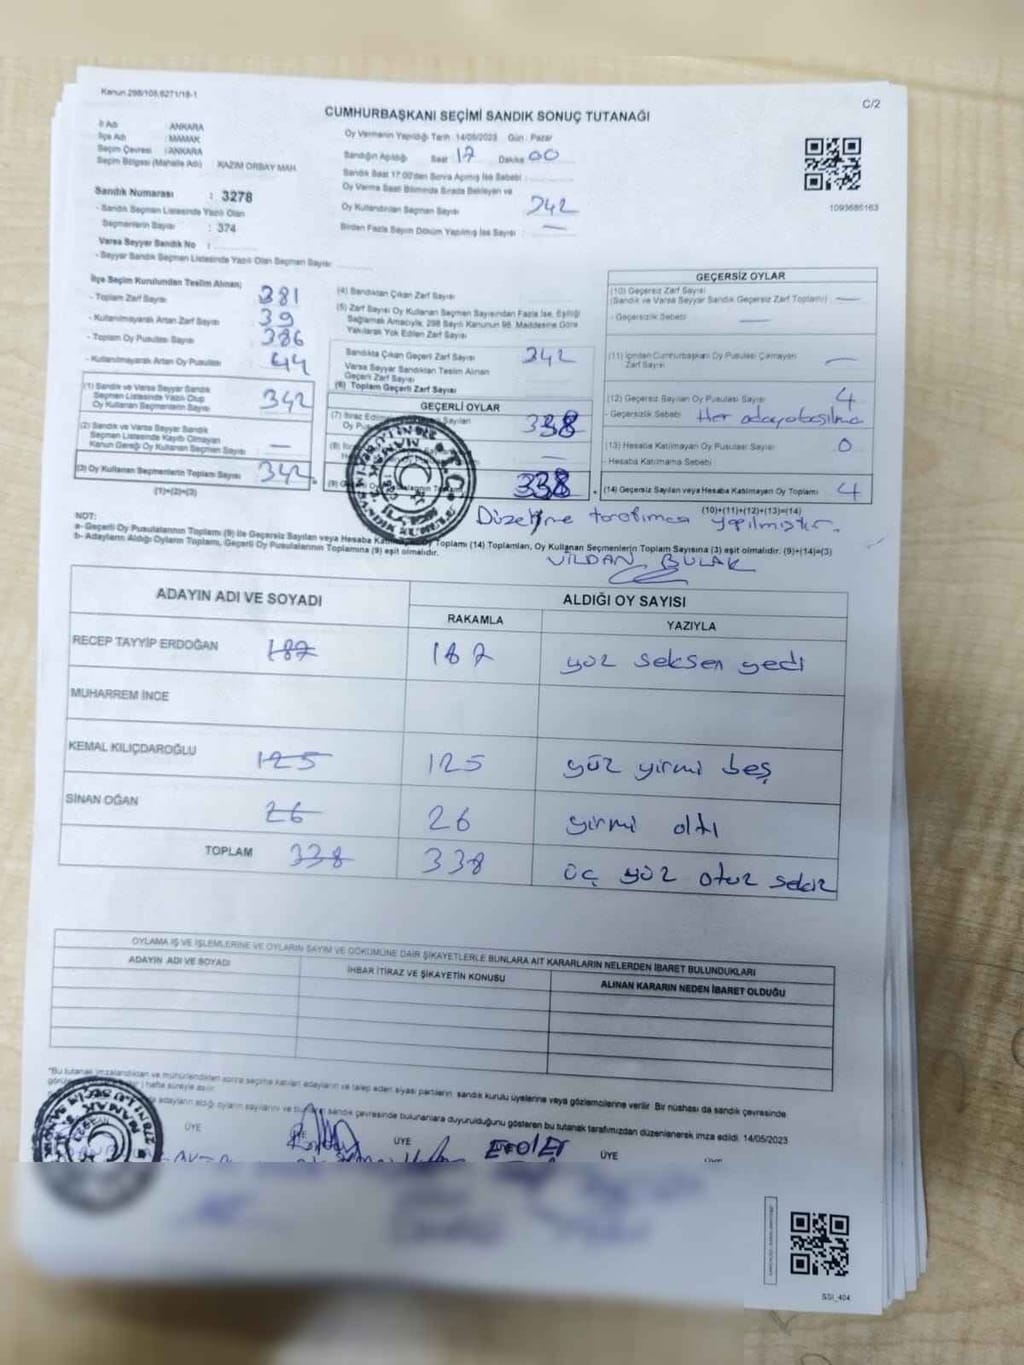 Kanun 298/105,6271/18-1
C/2
CUMHURBAŞKANI SEÇİMİ SANDIK SONUÇ TUTANAĞI
İl Adı : ANKARA
İlçe Adı : MAMAK
Seçim Çevresi : ANKARA
Seçim Bölgesi (Mahalle Adı) : KAZIM ORBAY MAH.
Sandık Numarası : 3278
- Sandık Seçmen Listesinde Yazılı Olan
Seçmenlerin Sayısı : 374
Varsa Seyyar Sandık No :
- Seyyar Sandık Seçmen Listesinde Yazılı Olan Seçmen Sayısı:
Oy Vermenin Yapıldığı Tarih: 14/05/2023 Gün: Pazar
Sandığın Açıldığı Saat 17 Dakika 00
Sandık Saat 17:00'den Sonra Açılmış İse Sebebi :
Oy Verme Saati Bitiminde Sırada Bekleyen ve
Oy Kullandırılan Seçmen Sayısı 342
Birden Fazla Sayım Döküm Yapılmış İse Sayısı : —
1093685163
İlçe Seçim Kurulundan Teslim Alınan;
- Toplam Zarf Sayısı 381
- Kullanılmayarak Artan Zarf Sayısı 39
- Toplam Oy Pusulası Sayısı 386
- Kullanılmayarak Artan Oy Pusulası 44
(1) Sandık ve Varsa Seyyar Sandık
Seçmen Listesinde Yazılı Olup
Oy Kullanan Seçmenlerin Sayısı 342
(2) Sandık ve Varsa Seyyar Sandık
Seçmen Listesinde Kayıtlı Olmayan
Kanun Gereği Oy Kullanan Seçmen Sayısı —
(3) Oy Kullanan Seçmenlerin Toplam Sayısı 342
(1)+(2)=(3)
(4) Sandıktan Çıkan Zarf Sayısı
(5) Zarf Sayısı Oy Kullanan Seçmen Sayısından Fazla İse, Eşitliği
Sağlamak Amacıyla, 298 Sayılı Kanunun 98. Maddesine Göre
Yakılarak Yok Edilen Zarf Sayısı
Sandıkta Çıkan Geçerli Zarf Sayısı 342
Varsa Seyyar Sandıktan Teslim Alınan
Geçerli Zarf Sayısı
(6) Toplam Geçerli Zarf Sayısı
GEÇERLİ OYLAR
(7) İtiraz Edilme Sayılan
Oy Pus 338
(8) —
(9) Toplamı 338
GEÇERSİZ OYLAR
(10) Geçersiz Zarf Sayısı
(Sandık ve Varsa Seyyar Sandık Geçersiz Zarf Toplamı) —
- Geçersizlik Sebebi —
(11) İçinden Cumhurbaşkanı Oy Pusulası Çıkmayan
Zarf Sayısı —
(12) Geçersiz Sayılan Oy Pusulası Sayısı 4
- Geçersizlik Sebebi Her adaya basılma
(13) Hesaba Katılmayan Oy Pusulası Sayısı 0
- Hesaba Katılmama Sebebi
(14) Geçersiz Sayılan veya Hesaba Katılmayan Oy Toplamı 4
(10)+(11)+(12)+(13)=(14)
Düzeltme tarafımca yapılmıştır.
NOT:
a- Geçerli Oy Pusulalarının Toplamı (9) ile Geçersiz Sayılan veya Hesaba Katılmayan Oy Toplamı (14) Toplamları, Oy Kullanan Seçmenlerin Toplam Sayısına (3) eşit olmalıdır. (9)+(14)=(3)
b- Adayların Aldığı Oyların Toplamı, Geçerli Oy Pusulalarının Toplamına (9) eşit olmalıdır.
VİLDAN BULAK
ADAYIN ADI VE SOYADI
ALDIĞI OY SAYISI
RAKAMLA
YAZIYLA
RECEP TAYYİP ERDOĞAN 187 187 yüz seksen yedi
MUHARREM İNCE
KEMAL KILIÇDAROĞLU 125 125 yüz yirmi beş
SİNAN OĞAN 26 26 yirmi altı
TOPLAM 338 338 üç yüz otuz sekiz
OYLAMA İŞ VE İŞLEMLERİNE VE OYLARIN SAYIM VE DÖKÜMÜNE DAİR ŞİKAYETLERLE BUNLARA AİT KARARLARIN NELERDEN İBARET BULUNDUKLARI
ADAYIN ADI VE SOYADI
İHBAR İTİRAZ VE ŞİKAYETİN KONUSU
ALINAN KARARIN NEDEN İBARET OLDUĞU
*Bu tutanak imzalandıktan ve mühürlendikten sonra seçime katılan adayların ve talep eden siyasi partilerin, sandık kurulu üyelerine veya gözlemcilerine verilir. Bir nüshası da sandık çevresinde
hafta süreyle asılır.
adayların aldığı oyların sayılarını ve bu sandık çevresinde bulunanlara duyurulduğunu gösteren bu tutanak tarafımızdan düzenlenerek imza edildi. 14/05/2023
ÜYE
ÜYE
ÜYE
ÜYE
SSİ_404